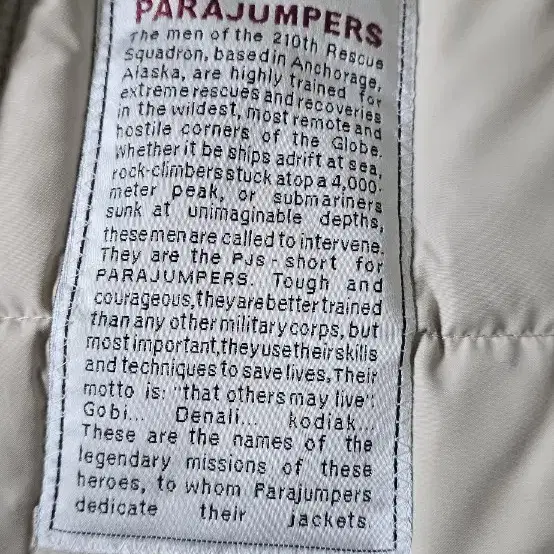 PARAJUMPERS
The men of the 210th Rescue
Squadron, based in Anchorage,
Alaska, are highly trained for
extreme rescues and recoveries
in the wildest, most remote and
hostile corners of the Globe.
Whether it be ships adrift at sea,
rock-climbers stuck atop a 4,000-
meter peak, or submariners
sunk at unimaginable depths,
these men are called to intervene.
They are the PJs - short for
PARAJUMPERS. Tough and
courageous, they are better trained
than any other military corps, but
most important, they use their skills
and techniques to save lives, Their
motto is: "that others may live".
Gobi... Denali... Kodiak...
These are the names of the
legendary missions of these
heroes, to whom Parajumpers
dedicate their jackets.